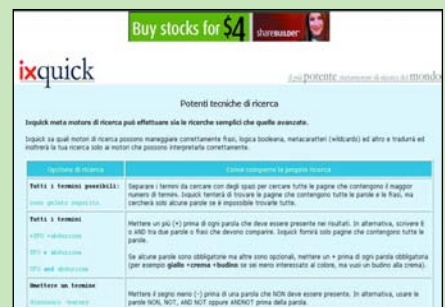 Buy stocks for $4 SHAREBUILDER
ixquick
il più potente metamotore di ricerca del mondo
Potenti tecniche di ricerca
Ixquick meta motore di ricerca può effettuare sia le ricerche semplici che quelle avanzate.
Ixquick sa quali motori di ricerca possono maneggiare correttamente frasi, logica booleana, metacaratteri (wildcards) ed altro e tradurrà ed
inoltrerà la tua ricerca solo ai motori che possono interpretarla correttamente.
Opzione di ricerca
Come compiere la propria ricerca
Tutti i termini possibili:
cono gelato
Separare i termini da cercare con degli spazi per cercare tutte le pagine che contengono il maggior
numero di termini. Ixquick tenterà di trovare le pagine che contengono tutte le parole e le frasi, ma
cercherà solo alcune parole se è impossibile trovarle tutte.
Tutti i termini
+UFO +abduzione
UFO e abduzione
UFO and abduzione
Mettere un più (+) prima di ogni parola che deve essere presente nei risultati. In alternativa, scrivere E
o AND tra due parole o frasi che devono comparire. Ixquick fornirà solo pagine che contengono tutte le
parole.
Se alcune parole sono obbligatorie ma altre sono opzionali, mettere un + prima di ogni parola obbligatoria
(per esempio giallo +crema +budino se sei meno interessato al colore, ma vuoi un budino alla crema).
Omettere un termine
Mettere il segno meno (-) prima di una parola che NON deve essere presente. In alternativa, usare le
parole NON, NOT, AND NOT oppure ANDNOT prima della parola.